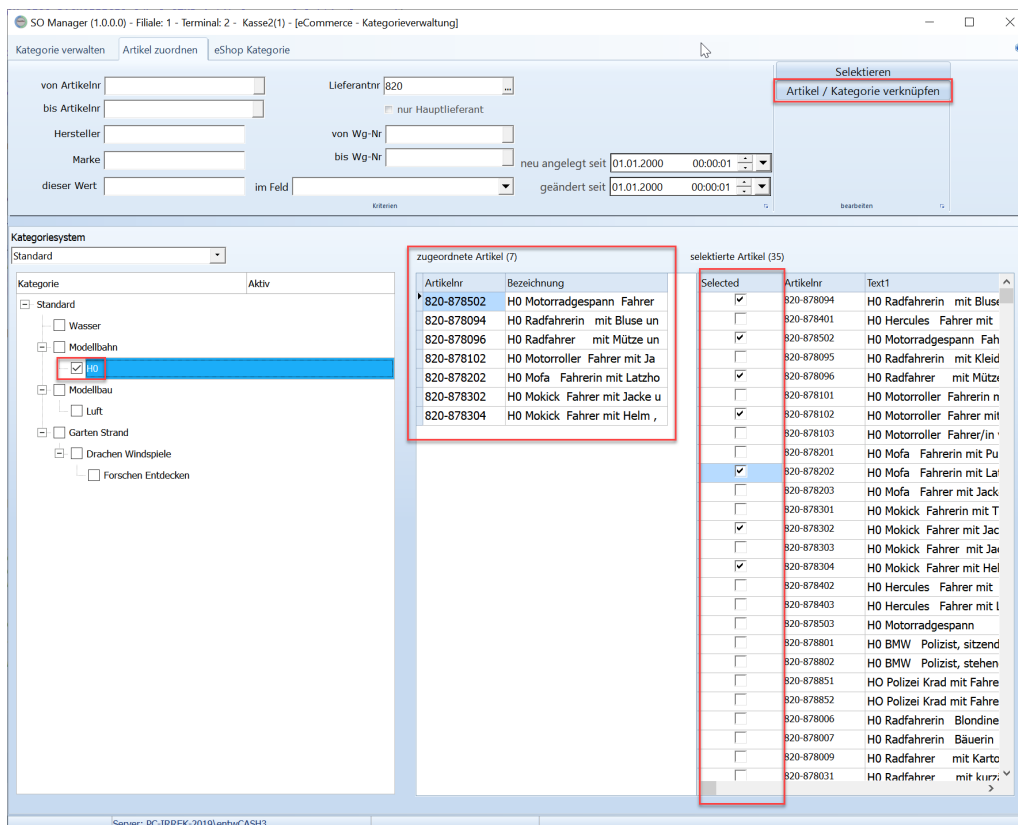 SO Manager (1.0.0.0) - Filiale: 1 - Terminal: 2 - Kasse2(1) - [eCommerce - Kategorieverwaltung]
Kategorie verwalten Artikel zuordnen eShop Kategorie
von Artikelnr Lieferantnr 820 ... Selektieren
bis Artikelnr nur Hauptlieferant Artikel / Kategorie verknüpfen
Hersteller von Wg-Nr
Marke bis Wg-Nr neu angelegt seit 01.01.2000 00:00:01
dieser Wert im Feld geändert seit 01.01.2000 00:00:01
Kriterien bearbeiten
Kategoriesystem
Standard
Kategorie Aktiv
Standard
Wasser
Modellbahn
H0
Modellbau
Luft
Garten Strand
Drachen Windspiele
Forschen Entdecken
zugeordnete Artikel (7)
Artikelnr Bezeichnung
820-878502 H0 Motorradgespann Fahrer
820-878094 H0 Radfahrerin mit Bluse un
820-878096 H0 Radfahrer mit Mütze un
820-878102 H0 Motorroller Fahrer mit Ja
820-878202 H0 Mofa Fahrerin mit Latzho
820-878302 H0 Mokick Fahrer mit Jacke u
820-878304 H0 Mokick Fahrer mit Helm ,
selektierte Artikel (35)
Selected Artikelnr Text1
820-878094 H0 Radfahrerin mit Bluse
820-878401 H0 Hercules Fahrer mit
820-878502 H0 Motorradgespann Fah
820-878095 H0 Radfahrerin mit Kleid
820-878096 H0 Radfahrer mit Mütze
820-878101 H0 Motorroller Fahrerin m
820-878102 H0 Motorroller Fahrer mit
820-878103 H0 Motorroller Fahrer/in
820-878201 H0 Mofa Fahrerin mit Pu
820-878202 H0 Mofa Fahrerin mit Lat
820-878203 H0 Mofa Fahrer mit Jack
820-878301 H0 Mokick Fahrerin mit T
820-878302 H0 Mokick Fahrer mit Jac
820-878303 H0 Mokick Fahrer mit Ja
820-878304 H0 Mokick Fahrer mit Hel
820-878402 H0 Hercules Fahrer mit
820-878403 H0 Hercules Fahrer mit L
820-878503 H0 Motorradgespann
820-878801 H0 BMW Polizist, sitzend
820-878802 H0 BMW Polizist, stehen
820-878851 HO Polizei Krad mit Fahre
820-878852 HO Polizei Krad mit Fahre
820-878006 H0 Radfahrerin Blondine
820-878007 H0 Radfahrerin Bäuerin
820-878009 H0 Radfahrer mit Karto
820-878031 H0 Radfahrer mit kurz
Server: PC-IRREK-2019\entwCASH3